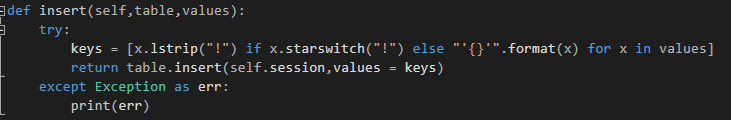 def insert(self,table,values):
try:
keys = [x.lstrip("!") if x.starswitch("!") else "'{}'".format(x) for x in values]
return table.insert(self.session,values = keys)
except Exception as err:
print(err)